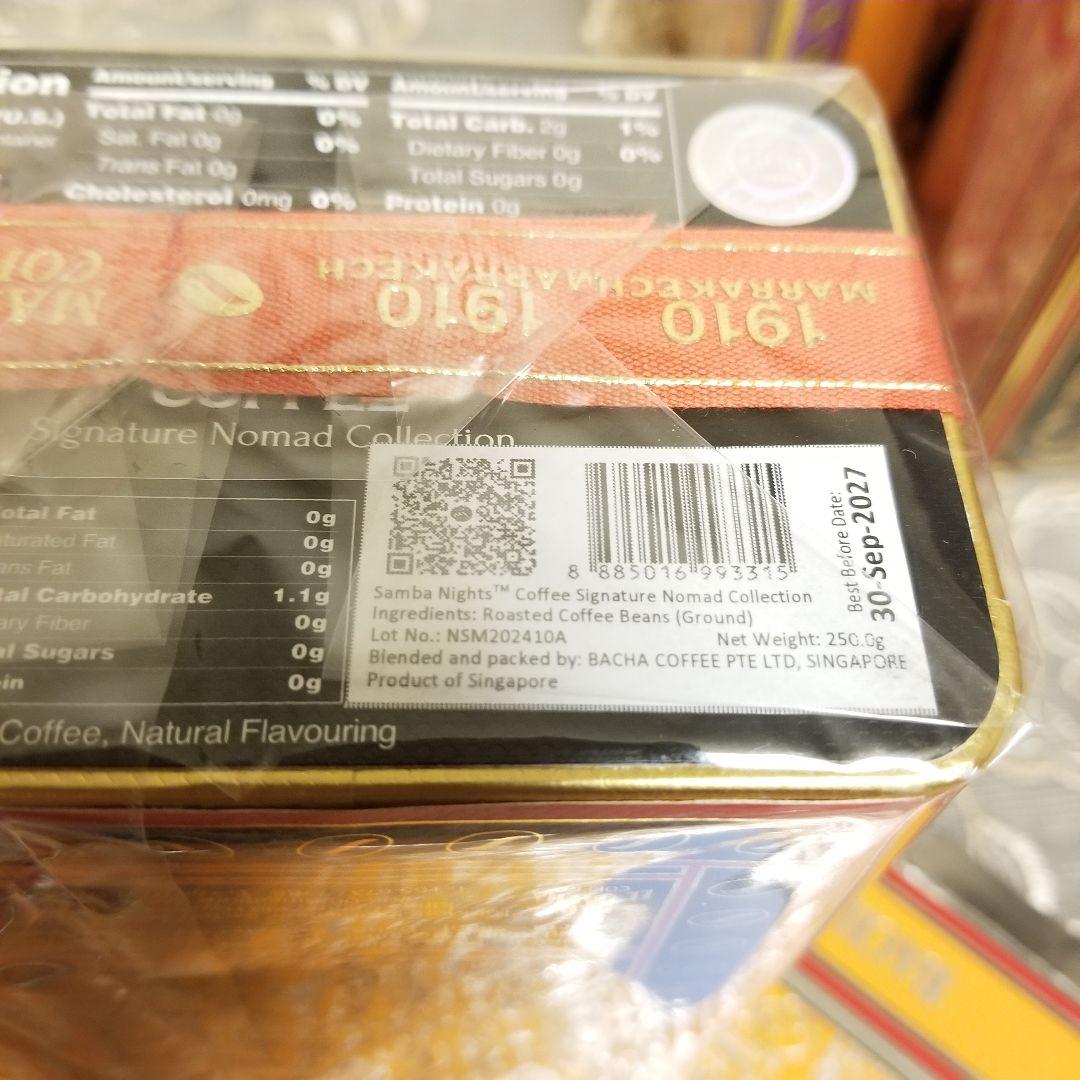 Amount/serving % DV Amount/serving % DV
Total Fat 0g 0% Total Carb. 2g 1%
Sat. Fat 0g 0% Dietary Fiber 0g 0%
Trans Fat 0g Total Sugars 0g
Cholesterol 0mg 0% Protein 0g
1910
MARRAKECH
1910
MARRAKECH
COFFEE
Signature Nomad Collection
Total Fat 0g
0g
0g
Carbohydrate 1.1g
0g
Sugars 0g
0g
Coffee, Natural Flavouring
8 885016 993315
Samba Nights™ Coffee Signature Nomad Collection
Ingredients: Roasted Coffee Beans (Ground)
Lot No.: NSM202410A Net Weight: 250.0g
Blended and packed by: BACHA COFFEE PTE LTD, SINGAPORE
Product of Singapore
Best Before Date:
30-Sep-2027